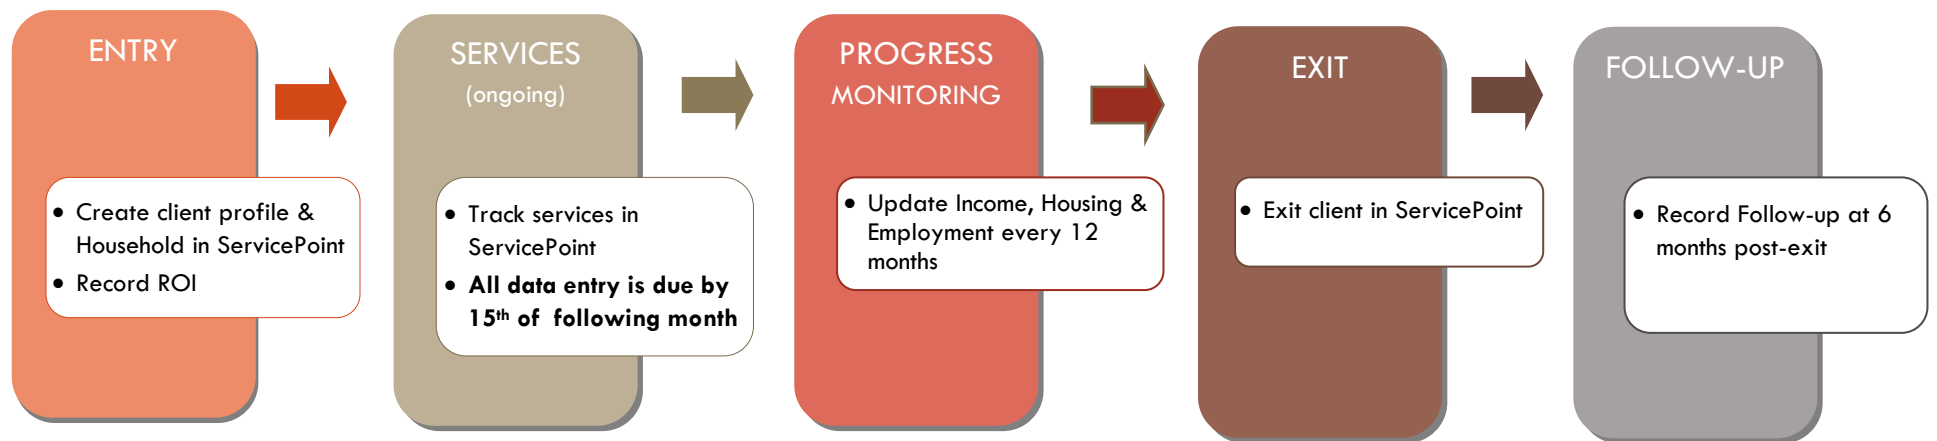 ENTRY
• Create client profile &
Household in ServicePoint
• Record ROI
SERVICES
(ongoing)
• Track services in
ServicePoint
• All data entry is due by
15th of following month
PROGRESS
MONITORING
• Update Income, Housing &
Employment every 12
months
EXIT
• Exit client in ServicePoint
FOLLOW-UP
• Record Follow-up at 6
months post-exit